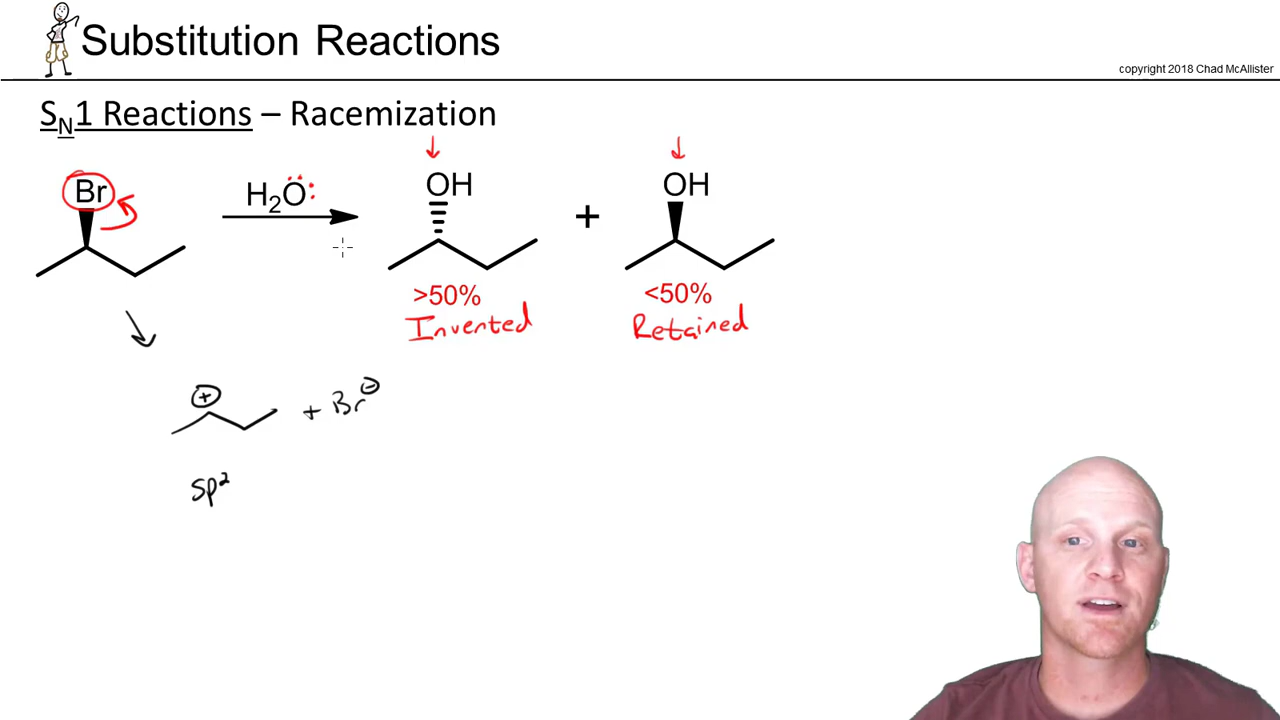 Substitution Reactions
copyright 2018 Chad McAllister
SN1 Reactions – Racemization
Br
H2O:
OH
+
OH
>50%
<50%
Inverted
Retained
+
+ Br-
sp2